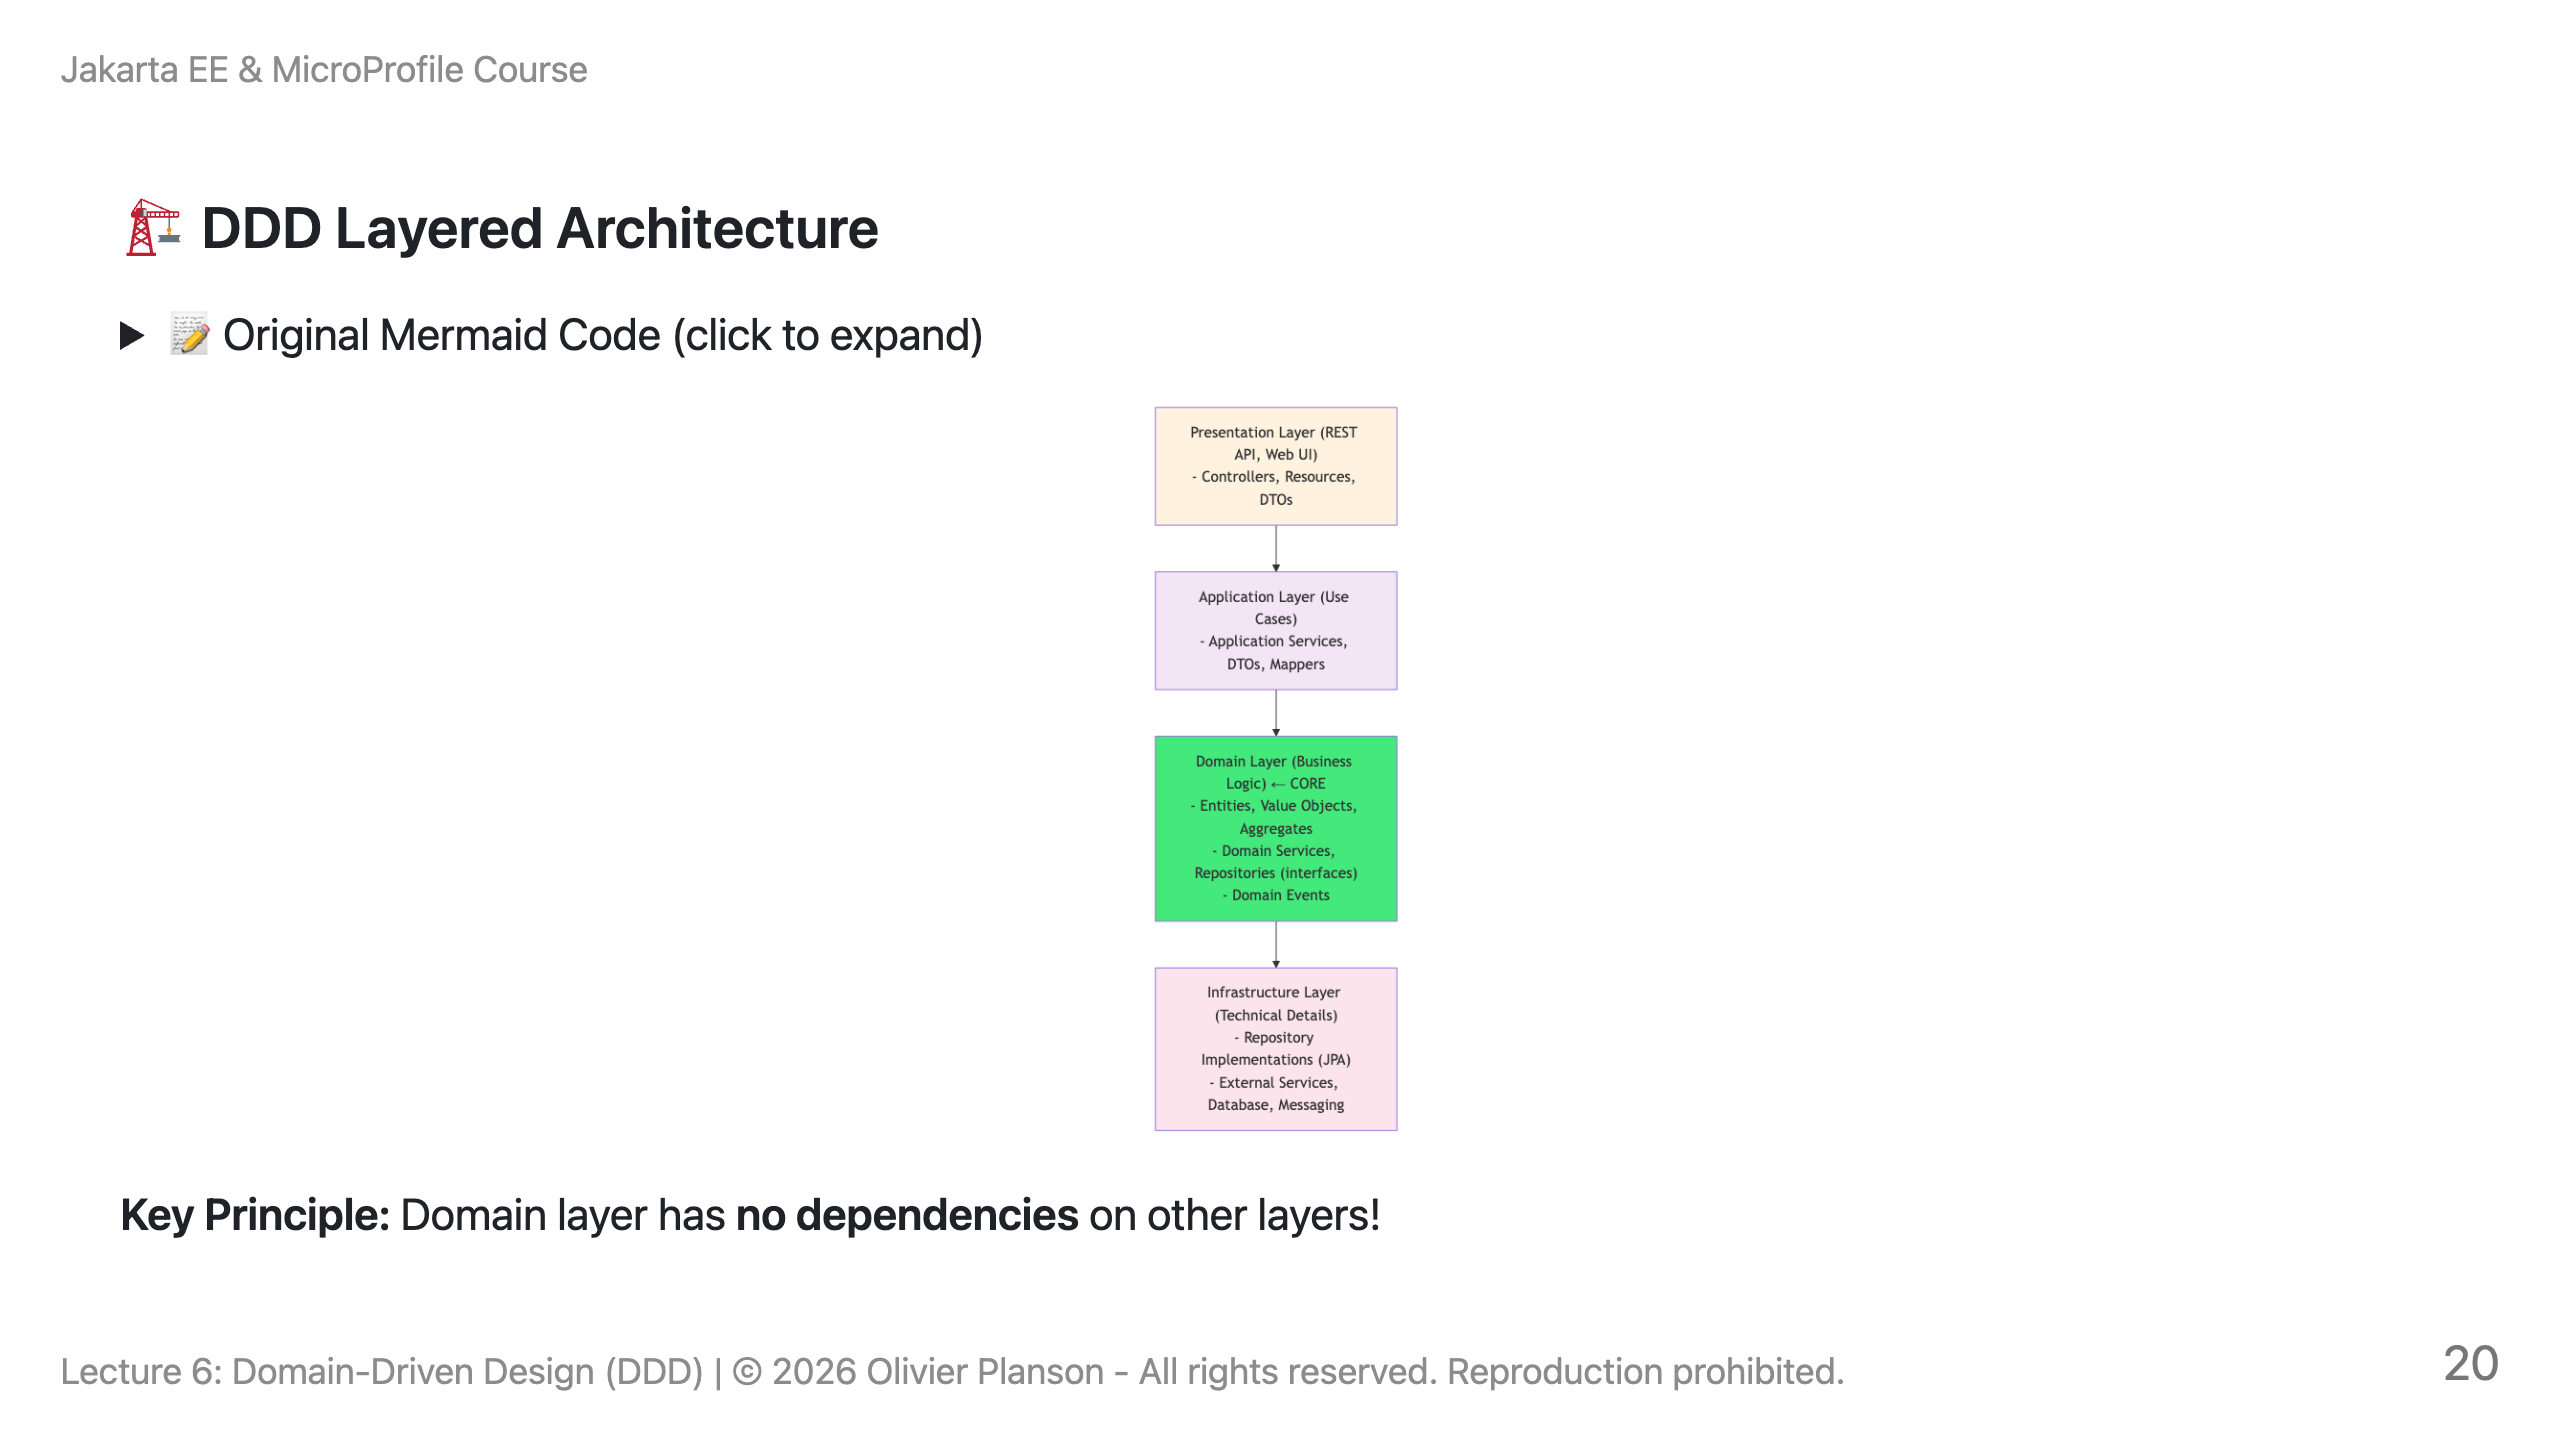 Jakarta EE & MicroProfile Course
🏗️ DDD Layered Architecture
▶ 📝 Original Mermaid Code (click to expand)
Presentation Layer (REST
API, Web UI)
- Controllers, Resources,
DTOs
Application Layer (Use
Cases)
- Application Services,
DTOs, Mappers
Domain Layer (Business
Logic) ← CORE
- Entities, Value Objects,
Aggregates
- Domain Services,
Repositories (interfaces)
- Domain Events
Infrastructure Layer
(Technical Details)
- Repository
Implementations (JPA)
- External Services,
Database, Messaging
Key Principle: Domain layer has no dependencies on other layers!
Lecture 6: Domain-Driven Design (DDD) | © 2026 Olivier Planson - All rights reserved. Reproduction prohibited.
20